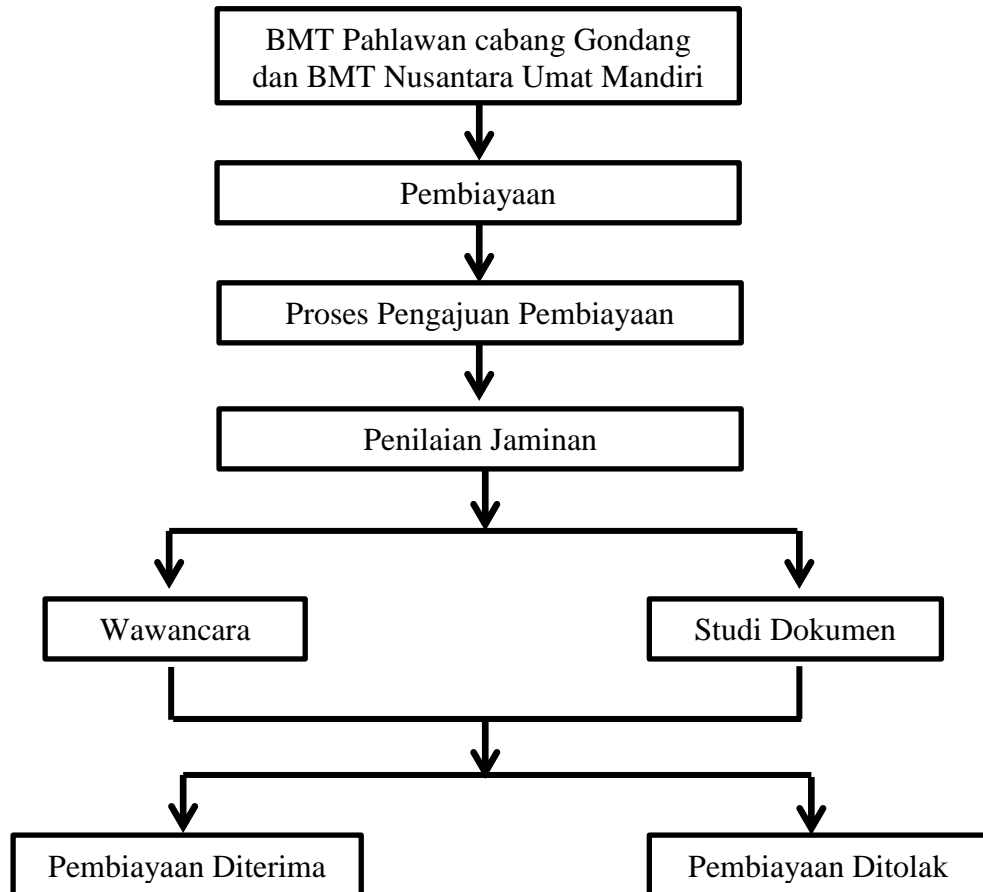 BMT Pahlawan cabang Gondang
dan BMT Nusantara Umat Mandiri
Pembiayaan
Proses Pengajuan Pembiayaan
Penilaian Jaminan
Wawancara
Studi Dokumen
Pembiayaan Diterima
Pembiayaan Ditolak